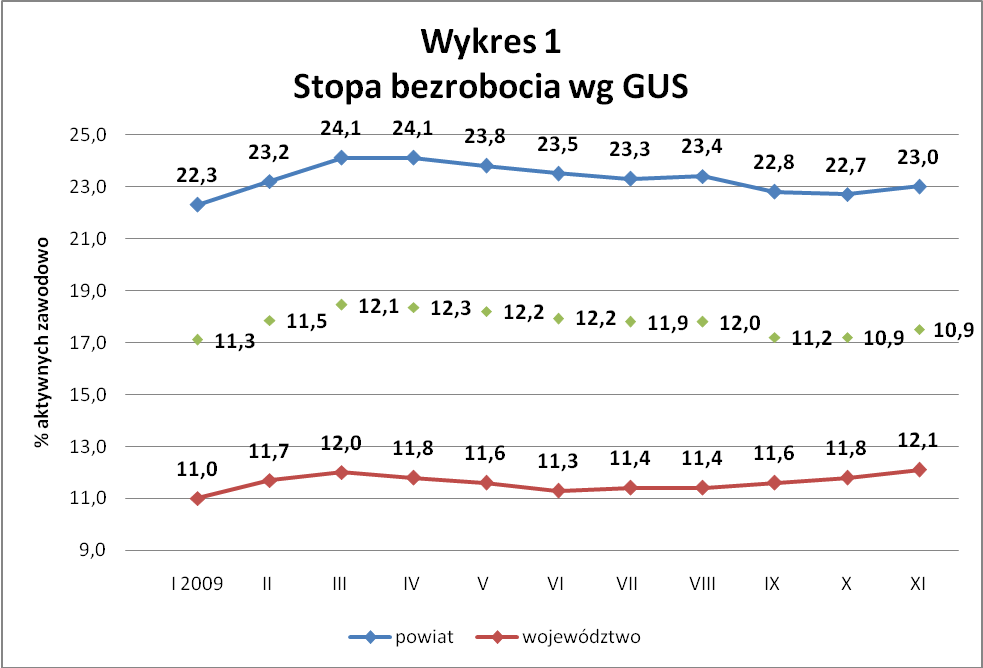 Wykres 1
Stopa bezrobocia wg GUS
% aktywnych zawodowo
25,0
23,0
21,0
19,0
17,0
15,0
13,0
11,0
9,0
22,3 23,2 24,1 24,1 23,8 23,5 23,3 23,4 22,8 22,7 23,0
11,3 11,5 12,1 12,3 12,2 12,2 11,9 12,0 11,2 10,9 10,9
11,0 11,7 12,0 11,8 11,6 11,3 11,4 11,4 11,6 11,8 12,1
I 2009 II III IV V VI VII VIII IX X XI
powiat województwo